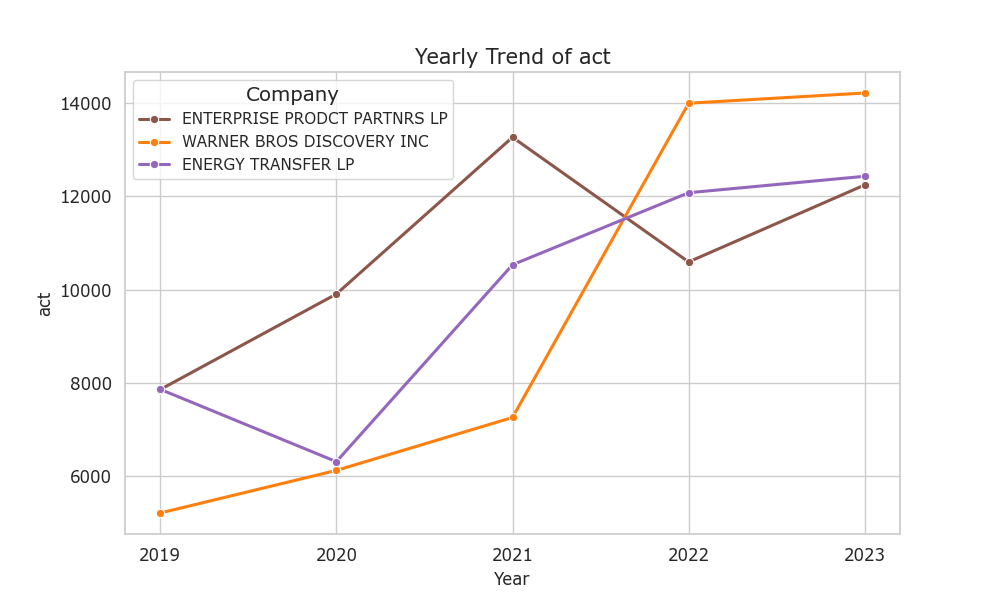 Yearly Trend of act
Company
ENTERPRISE PRODCT PARTNRS LP
WARNER BROS DISCOVERY INC
ENERGY TRANSFER LP
14000
12000
10000
8000
6000
act
2019 2020 2021 2022 2023
Year